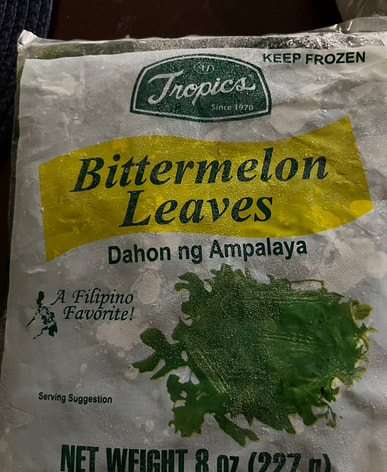 KEEP FROZEN
Tropics
Since 1970
Bittermelon
Leaves
Dahon ng Ampalaya
A Filipino
Favorite!
Serving Suggestion
NET WEIGHT 8 OZ (227 g)